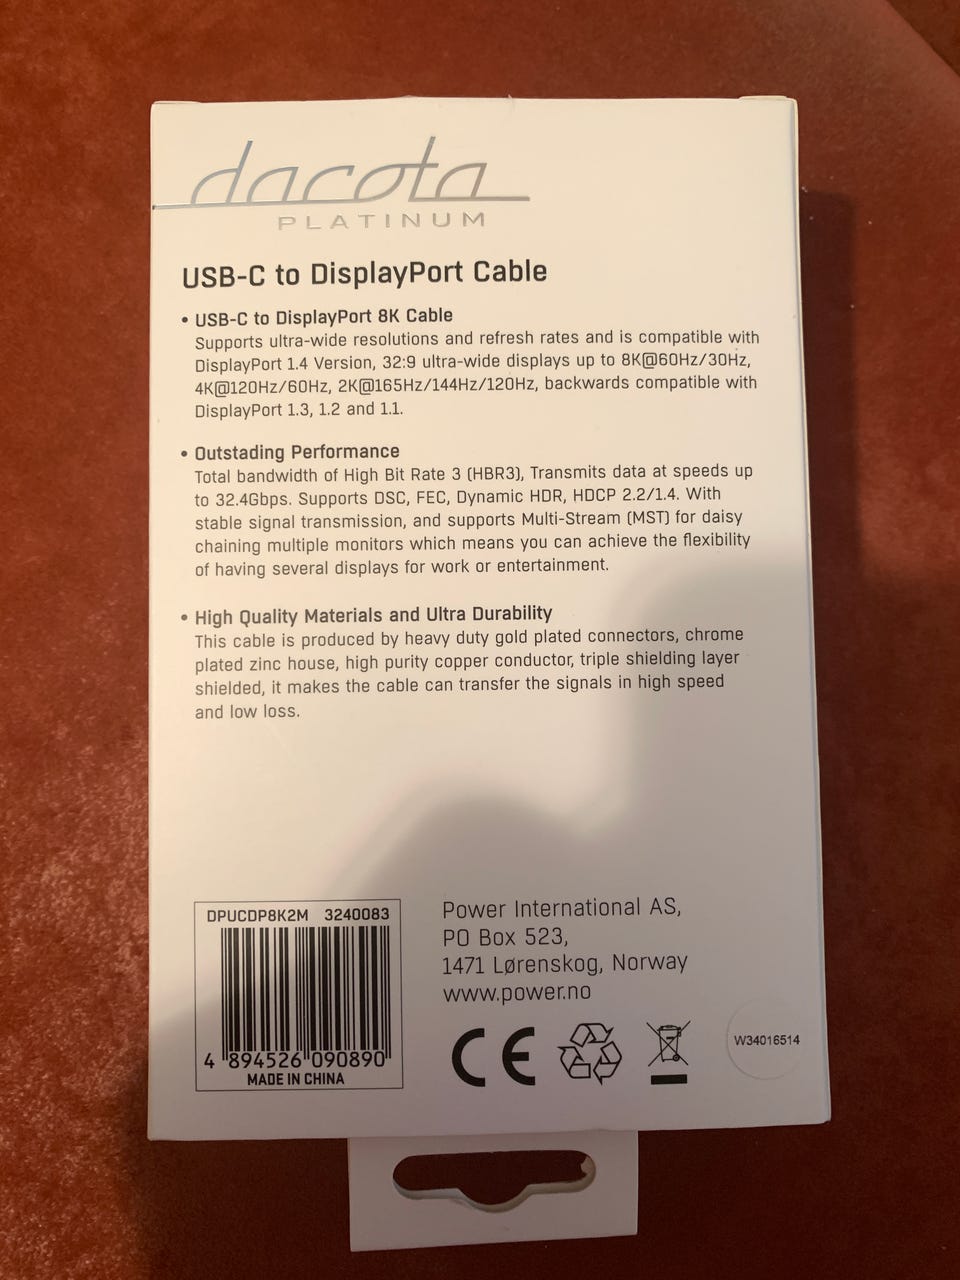 dacota
PLATINUM
USB-C to DisplayPort Cable
• USB-C to DisplayPort 8K Cable
Supports ultra-wide resolutions and refresh rates and is compatible with
DisplayPort 1.4 Version, 32:9 ultra-wide displays up to 8K@60Hz/30Hz,
4K@120Hz/60Hz, 2K@165Hz/144Hz/120Hz, backwards compatible with
DisplayPort 1.3, 1.2 and 1.1.
• Outstading Performance
Total bandwidth of High Bit Rate 3 (HBR3), Transmits data at speeds up
to 32.4Gbps. Supports DSC, FEC, Dynamic HDR, HDCP 2.2/1.4. With
stable signal transmission, and supports Multi-Stream (MST) for daisy
chaining multiple monitors which means you can achieve the flexibility
of having several displays for work or entertainment.
• High Quality Materials and Ultra Durability
This cable is produced by heavy duty gold plated connectors, chrome
plated zinc house, high purity copper conductor, triple shielding layer
shielded, it makes the cable can transfer the signals in high speed
and low loss.
DPUCDP8K2M 3240083
4 894526 090890
MADE IN CHINA
Power International AS,
PO Box 523,
1471 Lørenskog, Norway
www.power.no
CE
W34016514